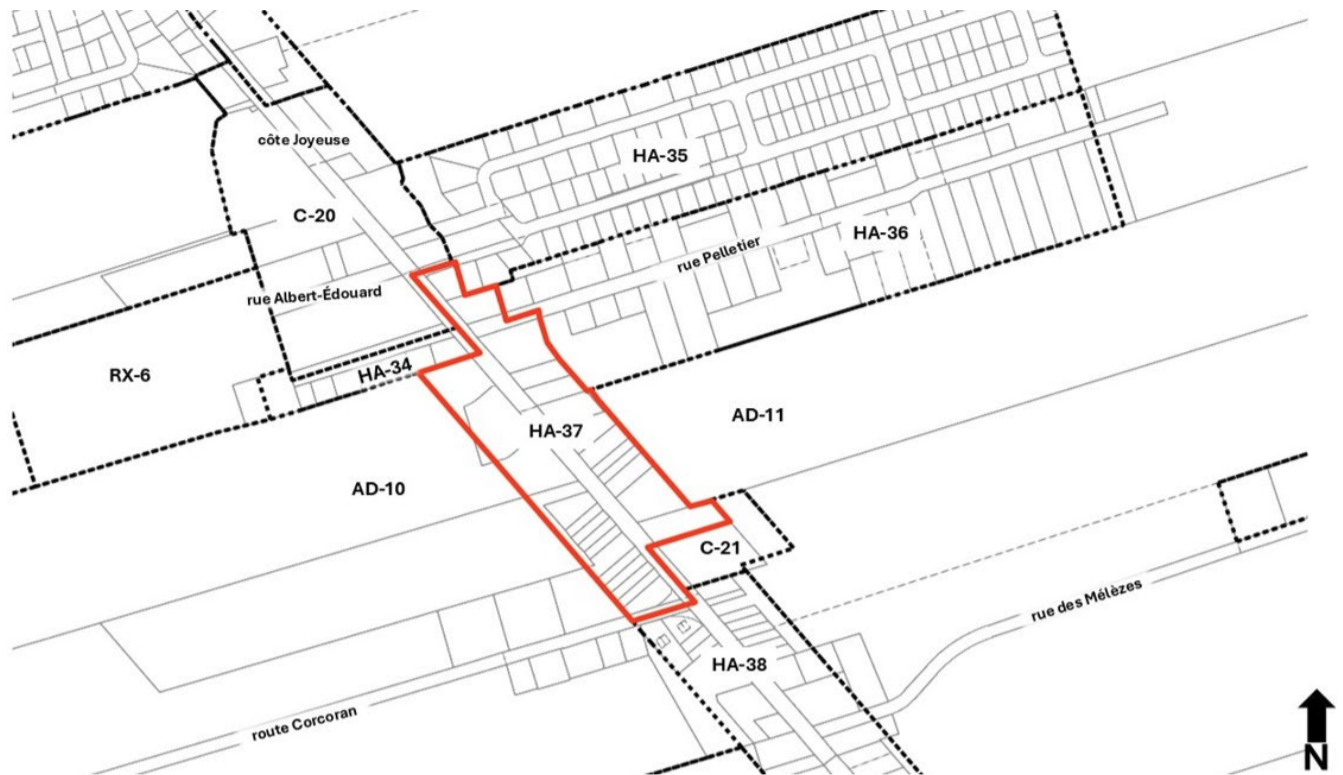 côte Joyeuse
HA-35
C-20
HA-36
rue Pelletier
rue Albert-Édouard
RX-6
HA-34
AD-11
HA-37
AD-10
C-21
rue des Mélèzes
HA-38
route Corcoran
N